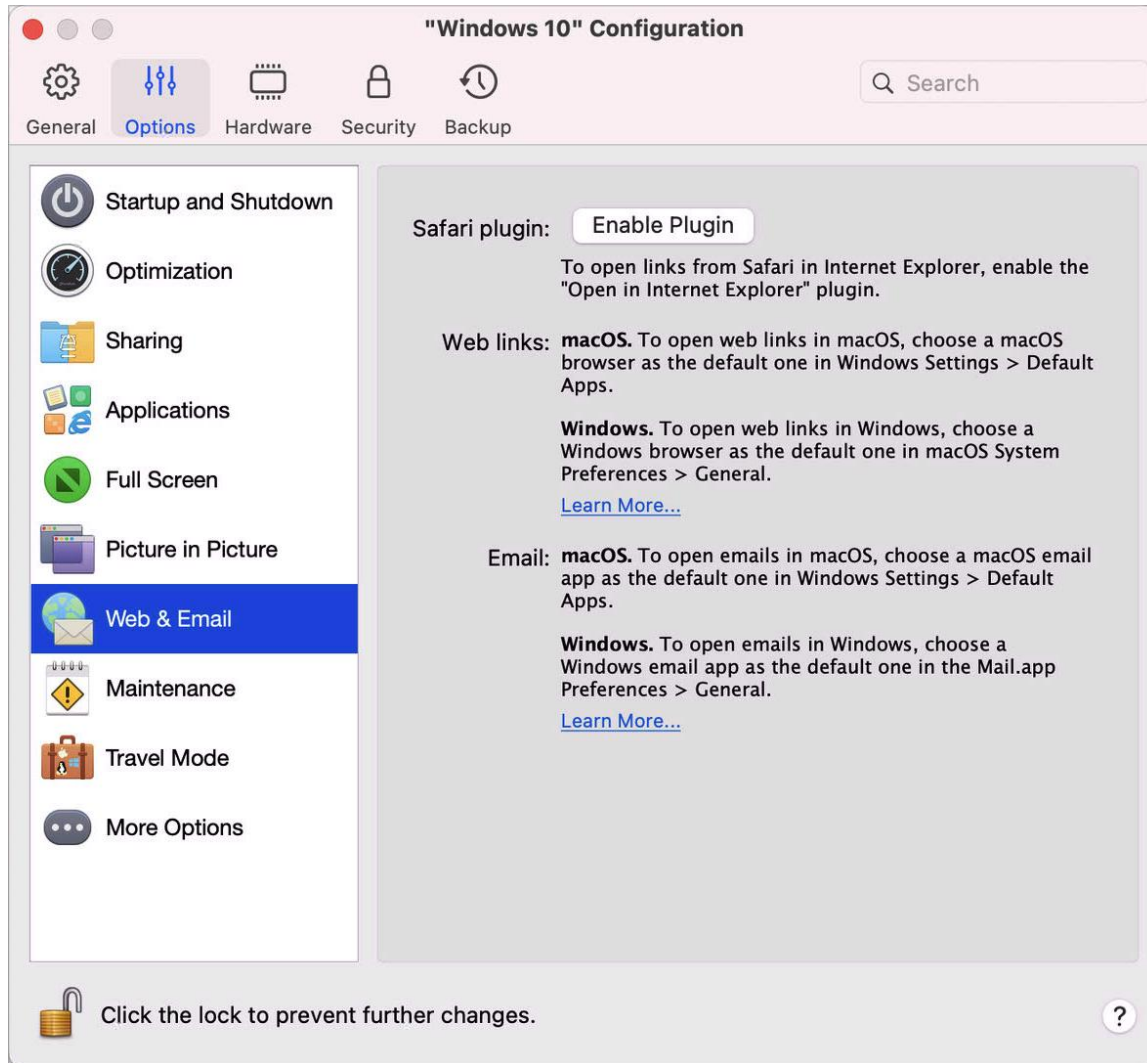 "Windows 10" Configuration
General
Options
Hardware
Security
Backup
Search
Startup and Shutdown
Optimization
Sharing
Applications
Full Screen
Picture in Picture
Web & Email
Maintenance
Travel Mode
More Options
Safari plugin:
Enable Plugin
To open links from Safari in Internet Explorer, enable the
"Open in Internet Explorer" plugin.
Web links:
macOS. To open web links in macOS, choose a macOS
browser as the default one in Windows Settings > Default
Apps.
Windows. To open web links in Windows, choose a
Windows browser as the default one in macOS System
Preferences > General.
Learn More...
Email:
macOS. To open emails in macOS, choose a macOS email
app as the default one in Windows Settings > Default
Apps.
Windows. To open emails in Windows, choose a
Windows email app as the default one in the Mail.app
Preferences > General.
Learn More...
Click the lock to prevent further changes.
?